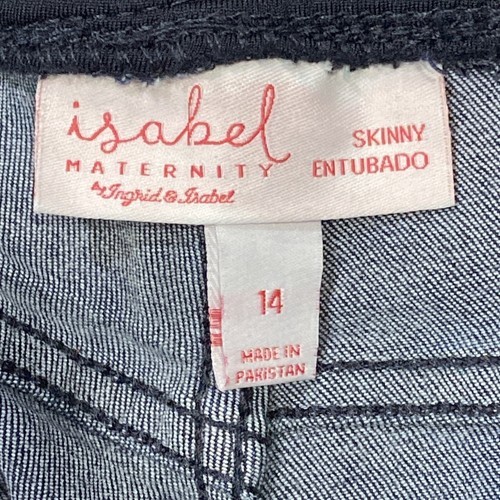 isabel
MATERNITY
by Ingrid & Isabel
SKINNY
ENTUBADO
14
MADE IN
PAKISTAN